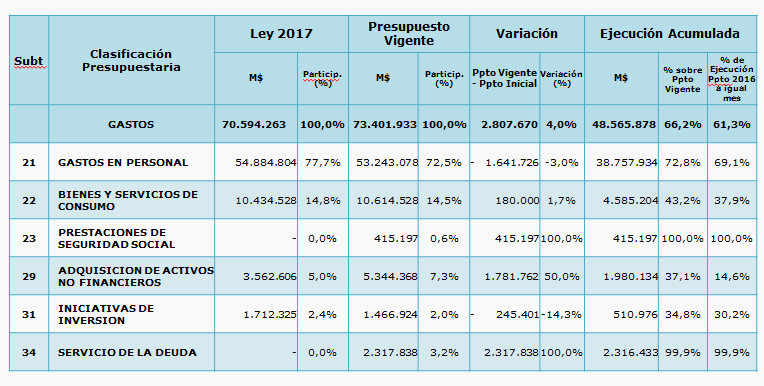 Subt Clasificación Presupuestaria Ley 2017 Presupuesto Vigente Variación Ejecución Acumulada
M$ Particip. (%) M$ Particip. (%) Ppto Vigente - Ppto Inicial Variación (%) M$ % sobre Ppto Vigente % de Ejecución Ppto 2016 a igual mes
GASTOS 70.594.263 100,0% 73.401.933 100,0% 2.807.670 4,0% 48.565.878 66,2% 61,3%
21 GASTOS EN PERSONAL 54.884.804 77,7% 53.243.078 72,5% - 1.641.726 -3,0% 38.757.934 72,8% 69,1%
22 BIENES Y SERVICIOS DE CONSUMO 10.434.528 14,8% 10.614.528 14,5% 180.000 1,7% 4.585.204 43,2% 37,9%
23 PRESTACIONES DE SEGURIDAD SOCIAL - 0,0% 415.197 0,6% 415.197 100,0% 415.197 100,0% 100,0%
29 ADQUISICION DE ACTIVOS NO FINANCIEROS 3.562.606 5,0% 5.344.368 7,3% 1.781.762 50,0% 1.980.134 37,1% 14,6%
31 INICIATIVAS DE INVERSION 1.712.325 2,4% 1.466.924 2,0% - 245.401 -14,3% 510.976 34,8% 30,2%
34 SERVICIO DE LA DEUDA - 0,0% 2.317.838 3,2% 2.317.838 100,0% 2.316.433 99,9% 99,9%